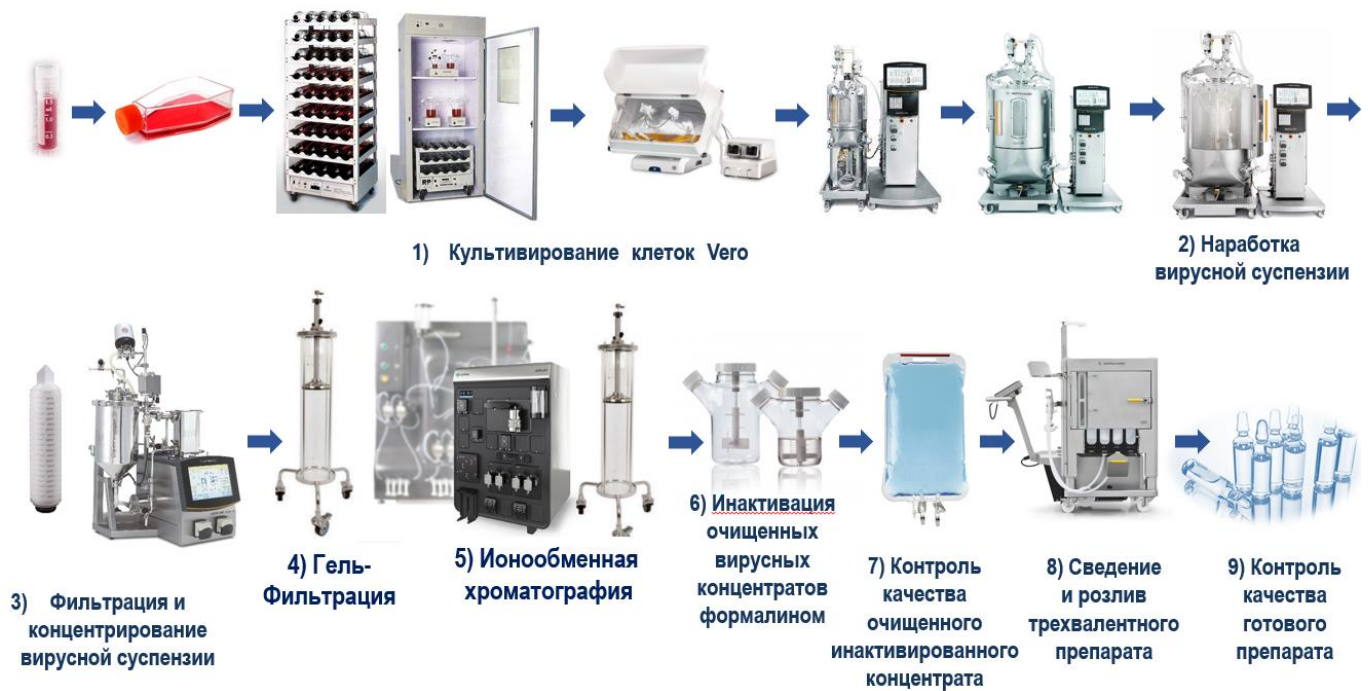 1) Культивирование клеток Vero
2) Наработка
вирусной суспензии
3) Фильтрация и
концентрирование
вирусной суспензии
4) Гель-
Фильтрация
5) Ионообменная
хроматография
6) Инактивация
очищенных
вирусных
концентратов
формалином
7) Контроль
качества
очищенного
инактивированного
концентрата
8) Сведение
и розлив
трехвалентного
препарата
9) Контроль
качества
готового
препарата